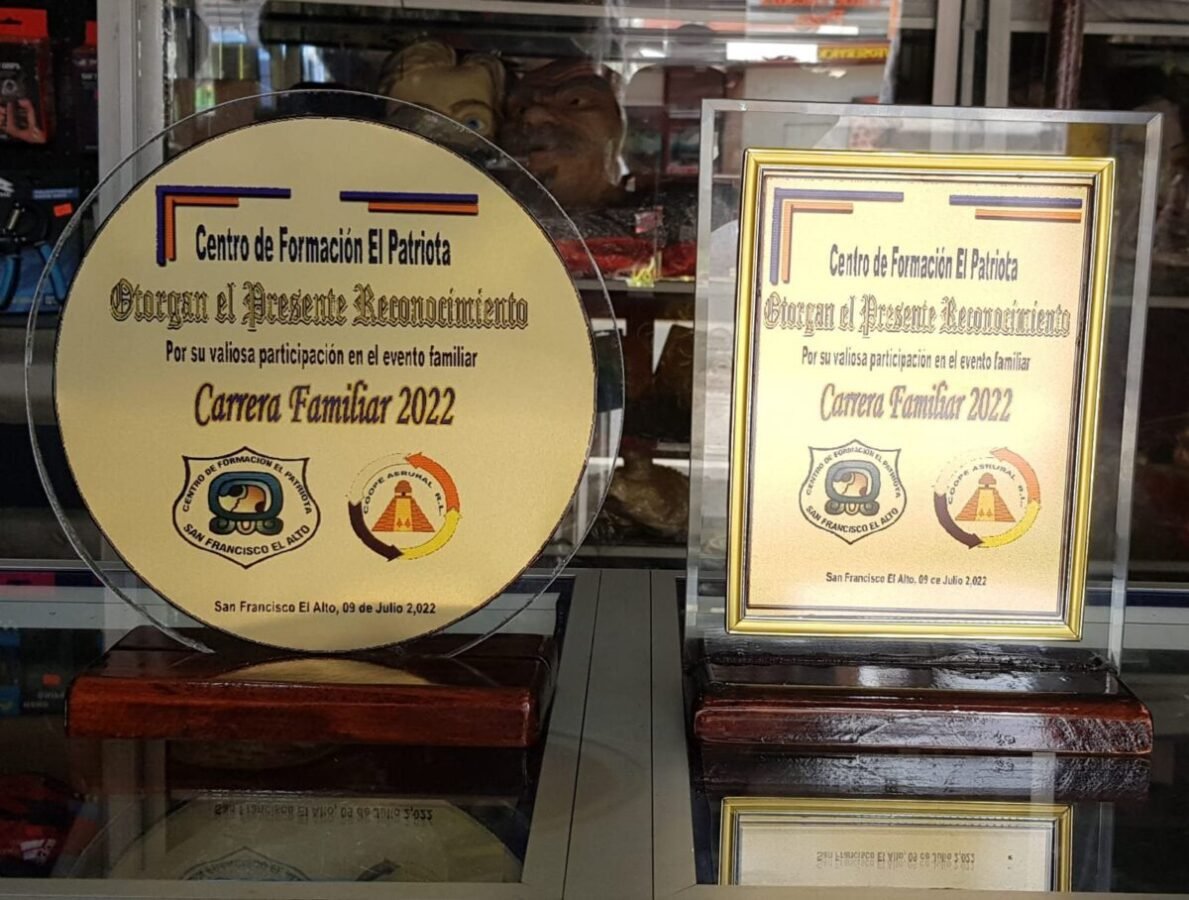 Centro de Formación El Patriota
Otorgan el Presente Reconocimiento
Por su valiosa participación en el evento familiar
Carrera Familiar 2022
CENTRO DE FORMACION EL PATRIOTA
SAN FRANCISCO EL ALTO
COOPE ASRURAL R.L.
San Francisco El Alto, 09 de Julio 2,022
Centro de Formación El Patriota
Otorgan el Presente Reconocimiento
Por su valiosa participación en el evento familiar
Carrera Familiar 2022
CENTRO DE FORMACION EL PATRIOTA
SAN FRANCISCO EL ALTO
COOPE ASRURAL R.L.
San Francisco El Alto, 09 de Julio 2,022